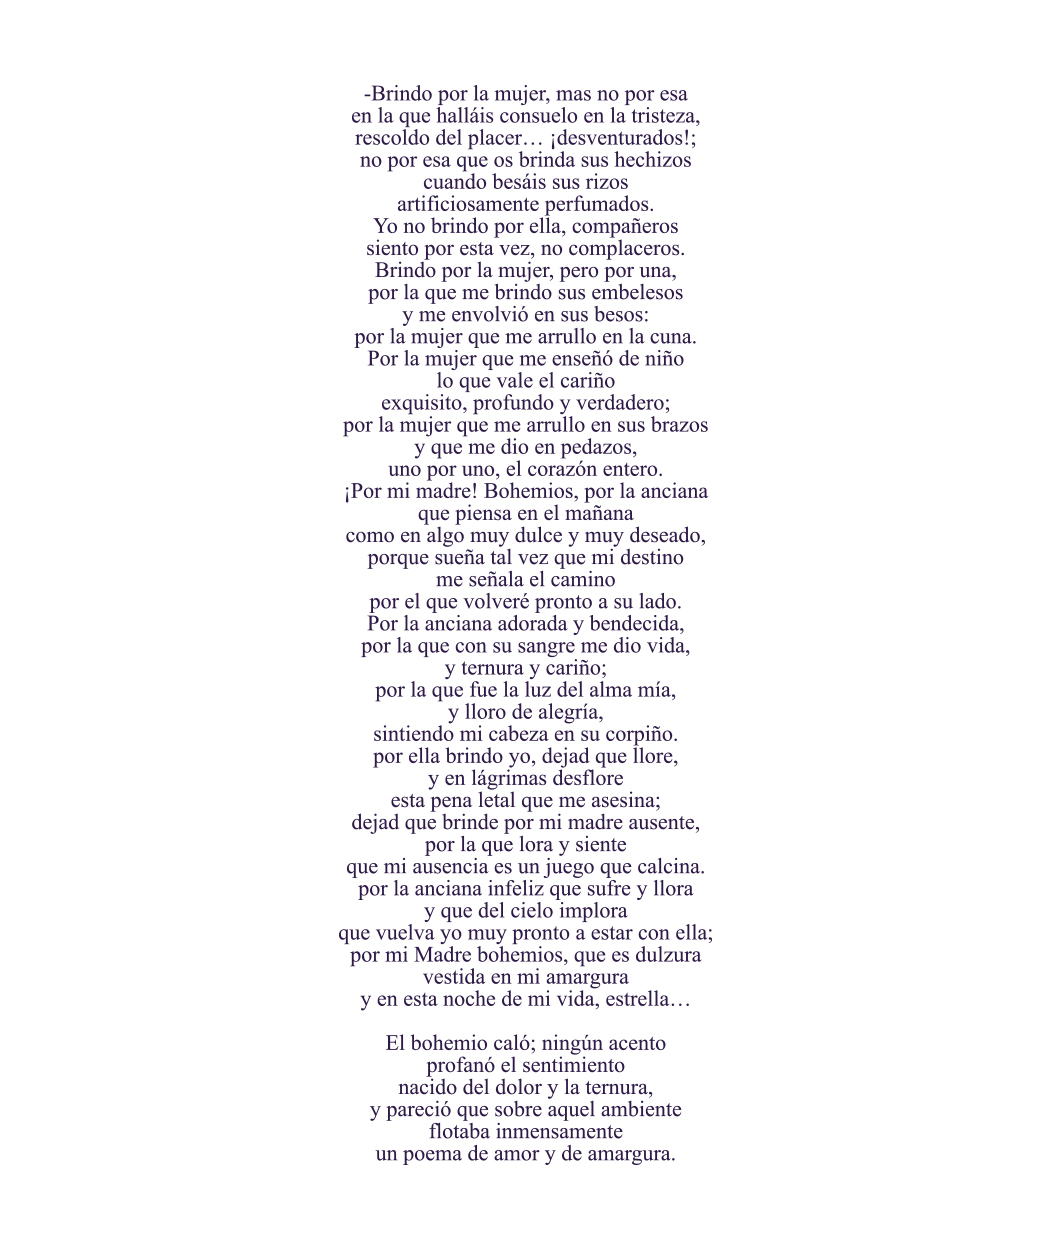 -Brindo por la mujer, mas no por esa
en la que halláis consuelo en la tristeza,
rescoldo del placer… ¡desventurados!;
no por esa que os brinda sus hechizos
cuando besáis sus rizos
artificiosamente perfumados.
Yo no brindo por ella, compañeros
siento por esta vez, no complaceros.
Brindo por la mujer, pero por una,
por la que me brindo sus embelesos
y me envolvió en sus besos:
por la mujer que me arrullo en la cuna.
Por la mujer que me enseñó de niño
lo que vale el cariño
exquisito, profundo y verdadero;
por la mujer que me arrullo en sus brazos
y que me dio en pedazos,
uno por uno, el corazón entero.
¡Por mi madre! Bohemios, por la anciana
que piensa en el mañana
como en algo muy dulce y muy deseado,
porque sueña tal vez que mi destino
me señala el camino
por el que volveré pronto a su lado.
Por la anciana adorada y bendecida,
por la que con su sangre me dio vida,
y ternura y cariño;
por la que fue la luz del alma mía,
y lloro de alegría,
sintiendo mi cabeza en su corpiño.
por ella brindo yo, dejad que llore,
y en lágrimas desflore
esta pena letal que me asesina;
dejad que brinde por mi madre ausente,
por la que lora y siente
que mi ausencia es un juego que calcina.
por la anciana infeliz que sufre y llora
y que del cielo implora
que vuelva yo muy pronto a estar con ella;
por mi Madre bohemios, que es dulzura
vestida en mi amargura
y en esta noche de mi vida, estrella…
El bohemio caló; ningún acento
profanó el sentimiento
nacido del dolor y la ternura,
y pareció que sobre aquel ambiente
flotaba inmensamente
un poema de amor y de amargura.